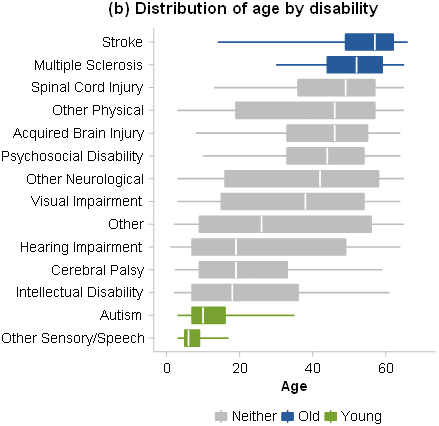 (b) Distribution of age by disability
Stroke
Multiple Sclerosis
Spinal Cord Injury
Other Physical
Acquired Brain Injury
Psychosocial Disability
Other Neurological
Visual Impairment
Other
Hearing Impairment
Cerebral Palsy
Intellectual Disability
Autism
Other Sensory/Speech
0 20 40 60
Age
Neither Old Young